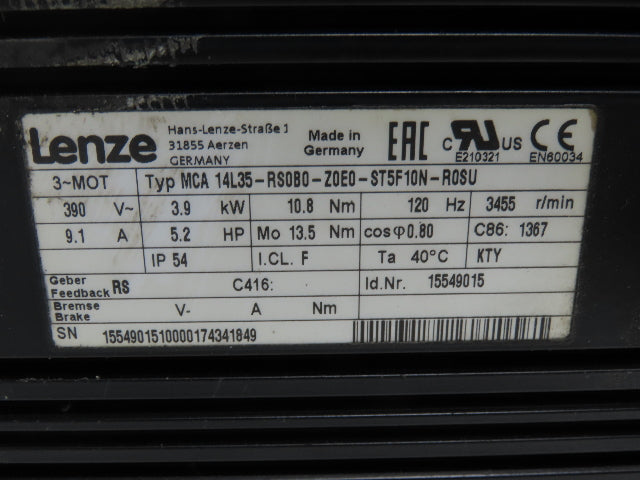 Lenze Hans-Lenze-Straße 1 31855 Aerzen GERMANY Made in Germany EAC c RU US E210321 CE EN60034
3~MOT Typ MCA 14L35-RS0B0-Z0E0-ST5F10N-R0SU
390 V~ 3.9 kW 10.8 Nm 120 Hz 3455 r/min
9.1 A 5.2 HP Mo 13.5 Nm cosφ0.80 C86: 1367
IP 54 I.CL. F Ta 40°C KTY
Geber Feedback RS C416: Id.Nr. 15549015
Bremse Brake V- A Nm
SN 1554901510000174341849